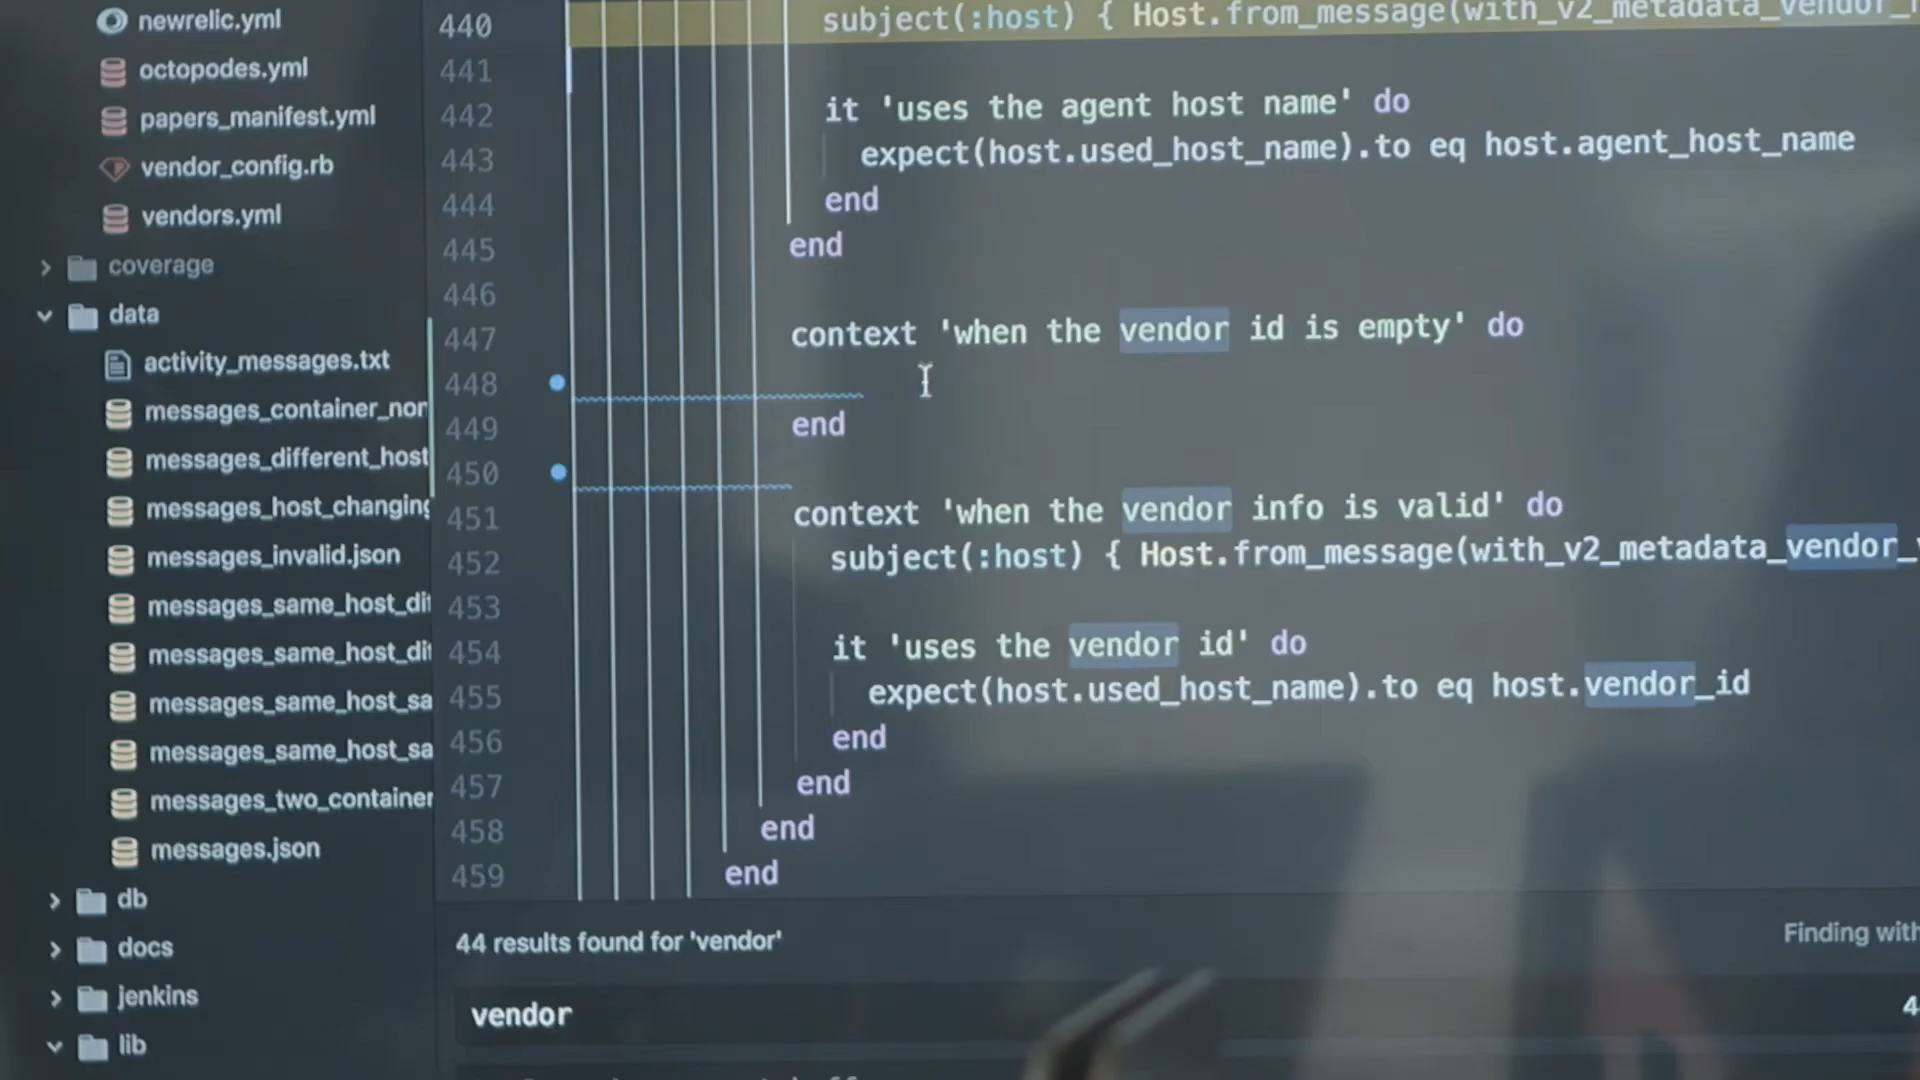 newrelic.yml
octopodes.yml
papers_manifest.yml
vendor_config.rb
vendors.yml
coverage
data
activity_messages.txt
messages_container_nor
messages_different_host
messages_host_changing
messages_invalid.json
messages_same_host_dif
messages_same_host_dif
messages_same_host_sa
messages_same_host_sa
messages_two_container
messages.json
db
docs
jenkins
lib
440 subject(:host) { Host.from_message(with_v2_metadata_vendor_
441
442 it 'uses the agent host name' do
443 expect(host.used_host_name).to eq host.agent_host_name
444 end
445 end
446
447 context 'when the vendor id is empty' do
448
449 end
450
451 context 'when the vendor info is valid' do
452 subject(:host) { Host.from_message(with_v2_metadata_vendor_
453
454 it 'uses the vendor id' do
455 expect(host.used_host_name).to eq host.vendor_id
456 end
457 end
458 end
459 end
44 results found for 'vendor'
Finding with
vendor
4